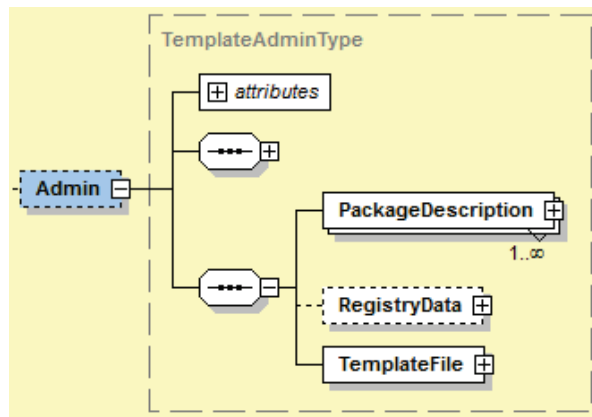 TemplateAdminType
attributes
Admin
PackageDescription
1..∞
RegistryData
TemplateFile